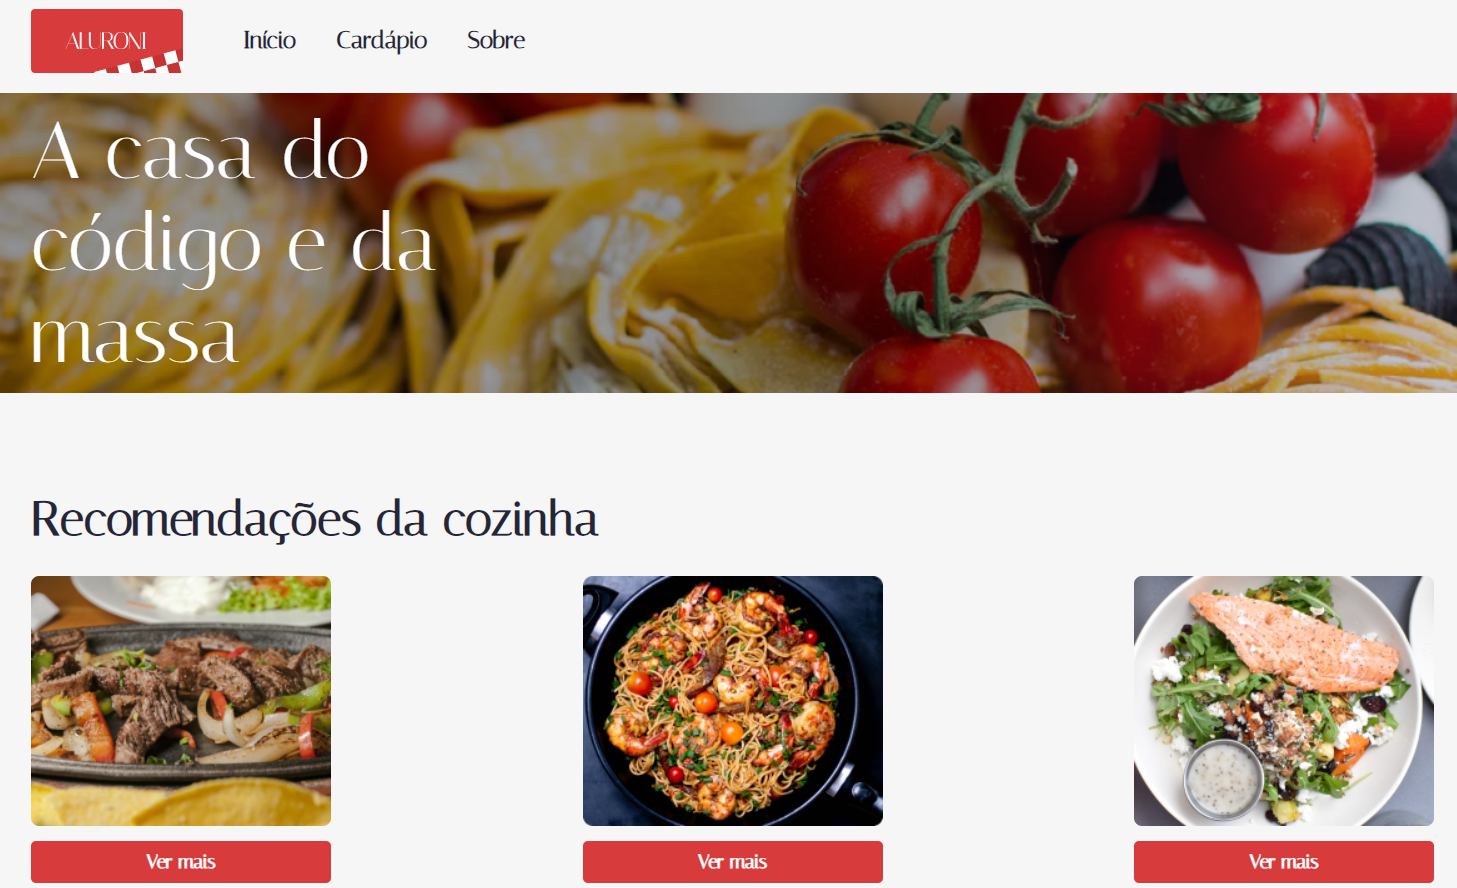 ALURONI
Início Cardápio Sobre
A casa do
código e da
massa
Recomendações da cozinha
Ver mais Ver mais Ver mais